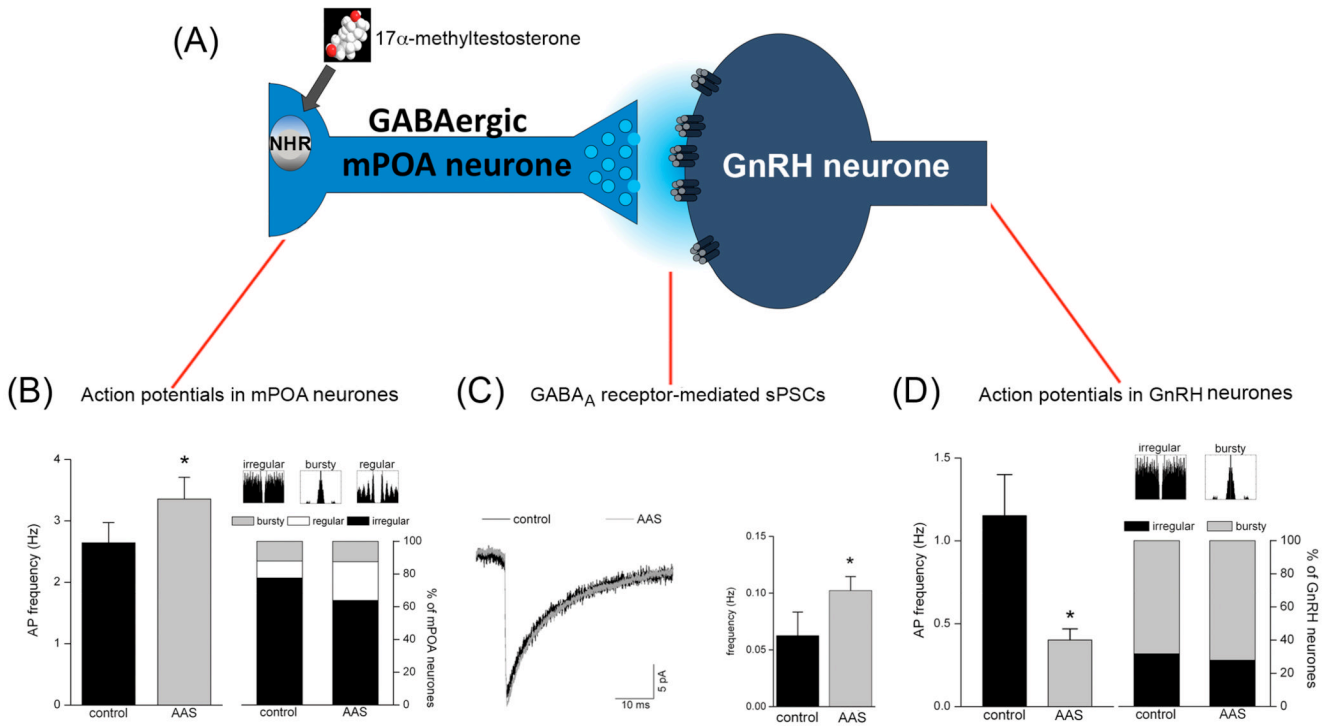 (A)
17α-methyltestosterone
NHR
GABAergic
mPOA neurone
GnRH neurone
(B)
Action potentials in mPOA neurones
AP frequency (Hz)
4
3
2
1
0
*
control
AAS
irregular
bursty
regular
bursty
regular
irregular
100
80
60
40
20
0
% of mPOA
neurones
control
AAS
(C)
GABAA receptor-mediated sPSCs
control
AAS
5 pA
10 ms
frequency (Hz)
0.15
0.10
0.05
0.00
*
control
AAS
(D)
Action potentials in GnRH neurones
AP frequency (Hz)
1.5
1.0
0.5
0.0
*
control
AAS
irregular
bursty
irregular
bursty
100
80
60
40
20
0
% of GnRH
neurones
control
AAS